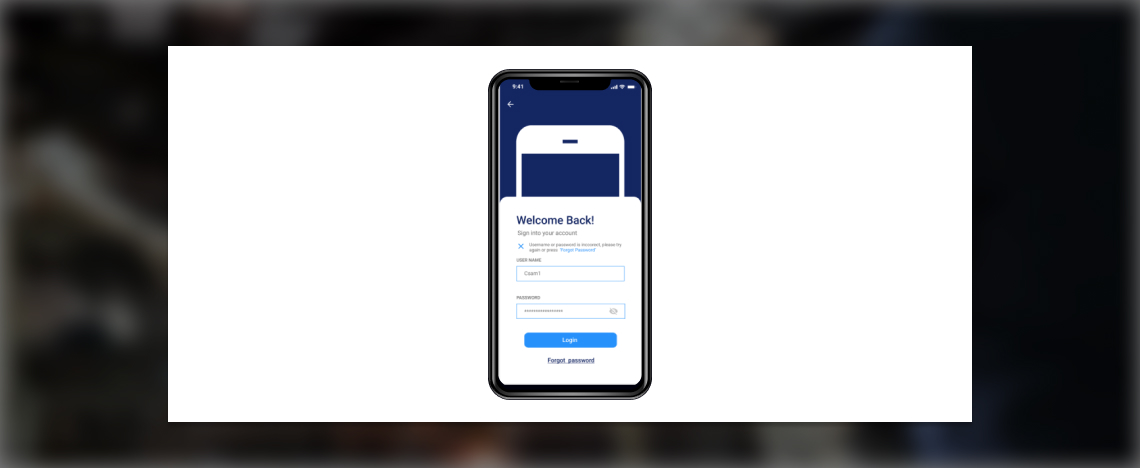 9:41
Welcome Back!
Sign into your account
Username or password is incorrect, please try
again or press "Forgot Password"
USER NAME
Csam1
PASSWORD
Login
Forgot password